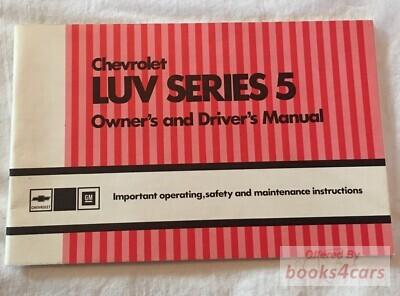 Chevrolet
LUV SERIES 5
Owner's and Driver's Manual
CHEVROLET
GM
Important operating,safety and maintenance instructions
Offered By
books4cars